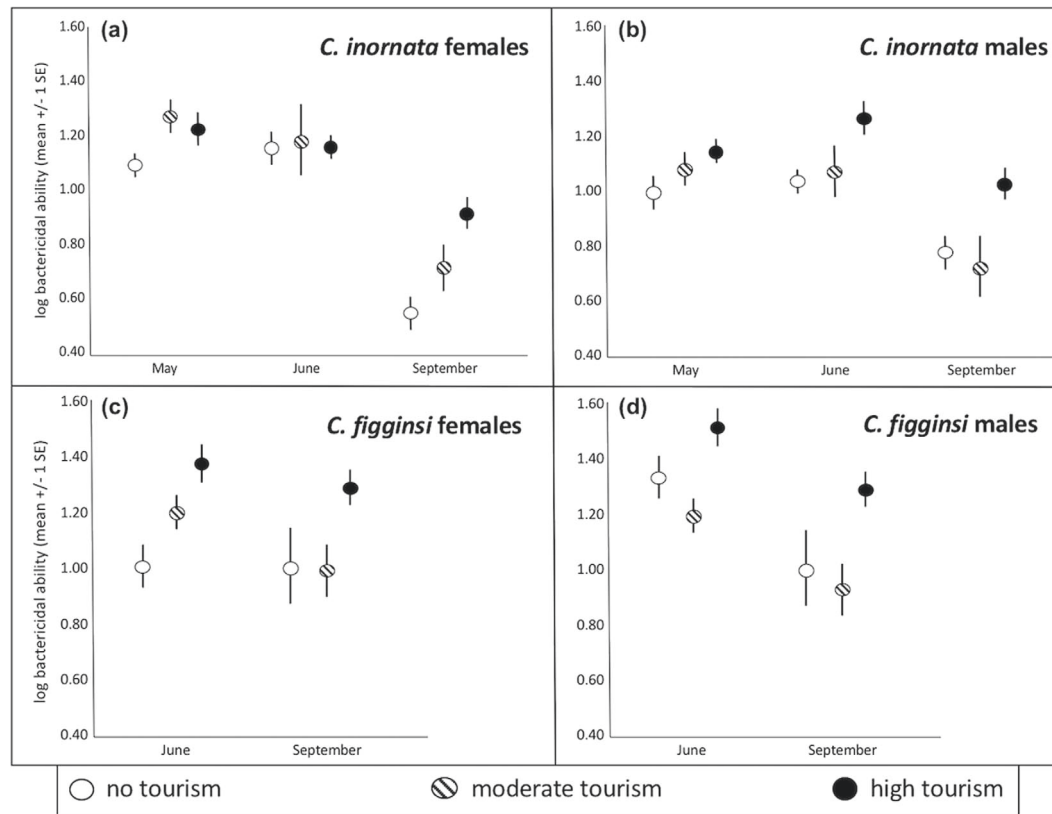 (a)
C. inornata females
log bactericidal ability (mean +/- 1 SE)
1.60
1.40
1.20
1.00
0.80
0.60
0.40
May June September
(b)
C. inornata males
1.60
1.40
1.20
1.00
0.80
0.60
0.40
May June September
(c)
C. figginsi females
log bactericidal ability (mean +/- 1 SE)
1.60
1.40
1.20
1.00
0.80
0.60
0.40
June September
(d)
C. figginsi males
1.60
1.40
1.20
1.00
0.80
0.60
0.40
June September
no tourism moderate tourism high tourism